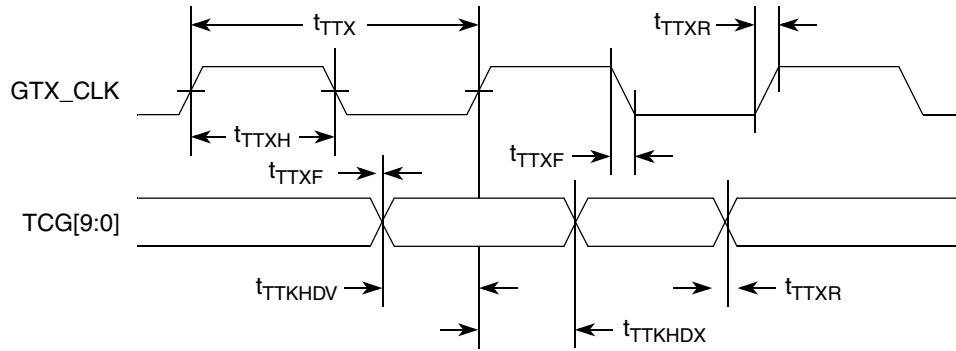 tTTX
tTTXR
GTX_CLK
tTTXH
tTTXF
tTTXF
TCG[9:0]
tTTKHDV
tTTXR
tTTKHDX